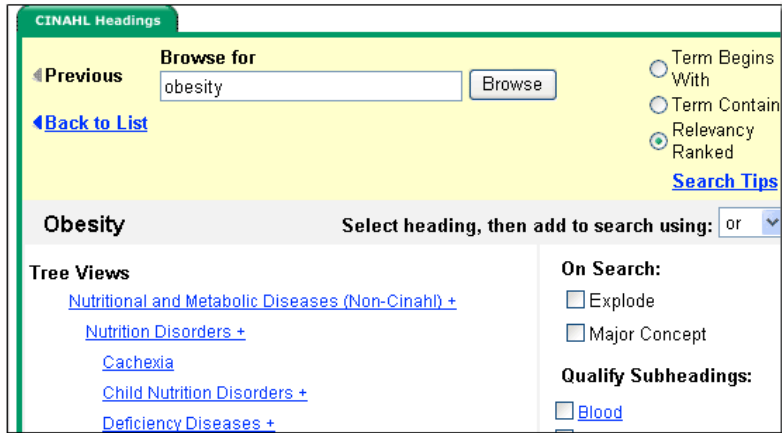 CINAHL Headings
Browse for
Previous
obesity
Browse
Back to List
Term Begins
With
Term Contain
Relevancy
Ranked
Search Tips
Obesity
Select heading, then add to search using: or
Tree Views
Nutritional and Metabolic Diseases (Non-Cinahl) +
Nutrition Disorders +
Cachexia
Child Nutrition Disorders +
Deficiency Diseases +
On Search:
Explode
Major Concept
Qualify Subheadings:
Blood